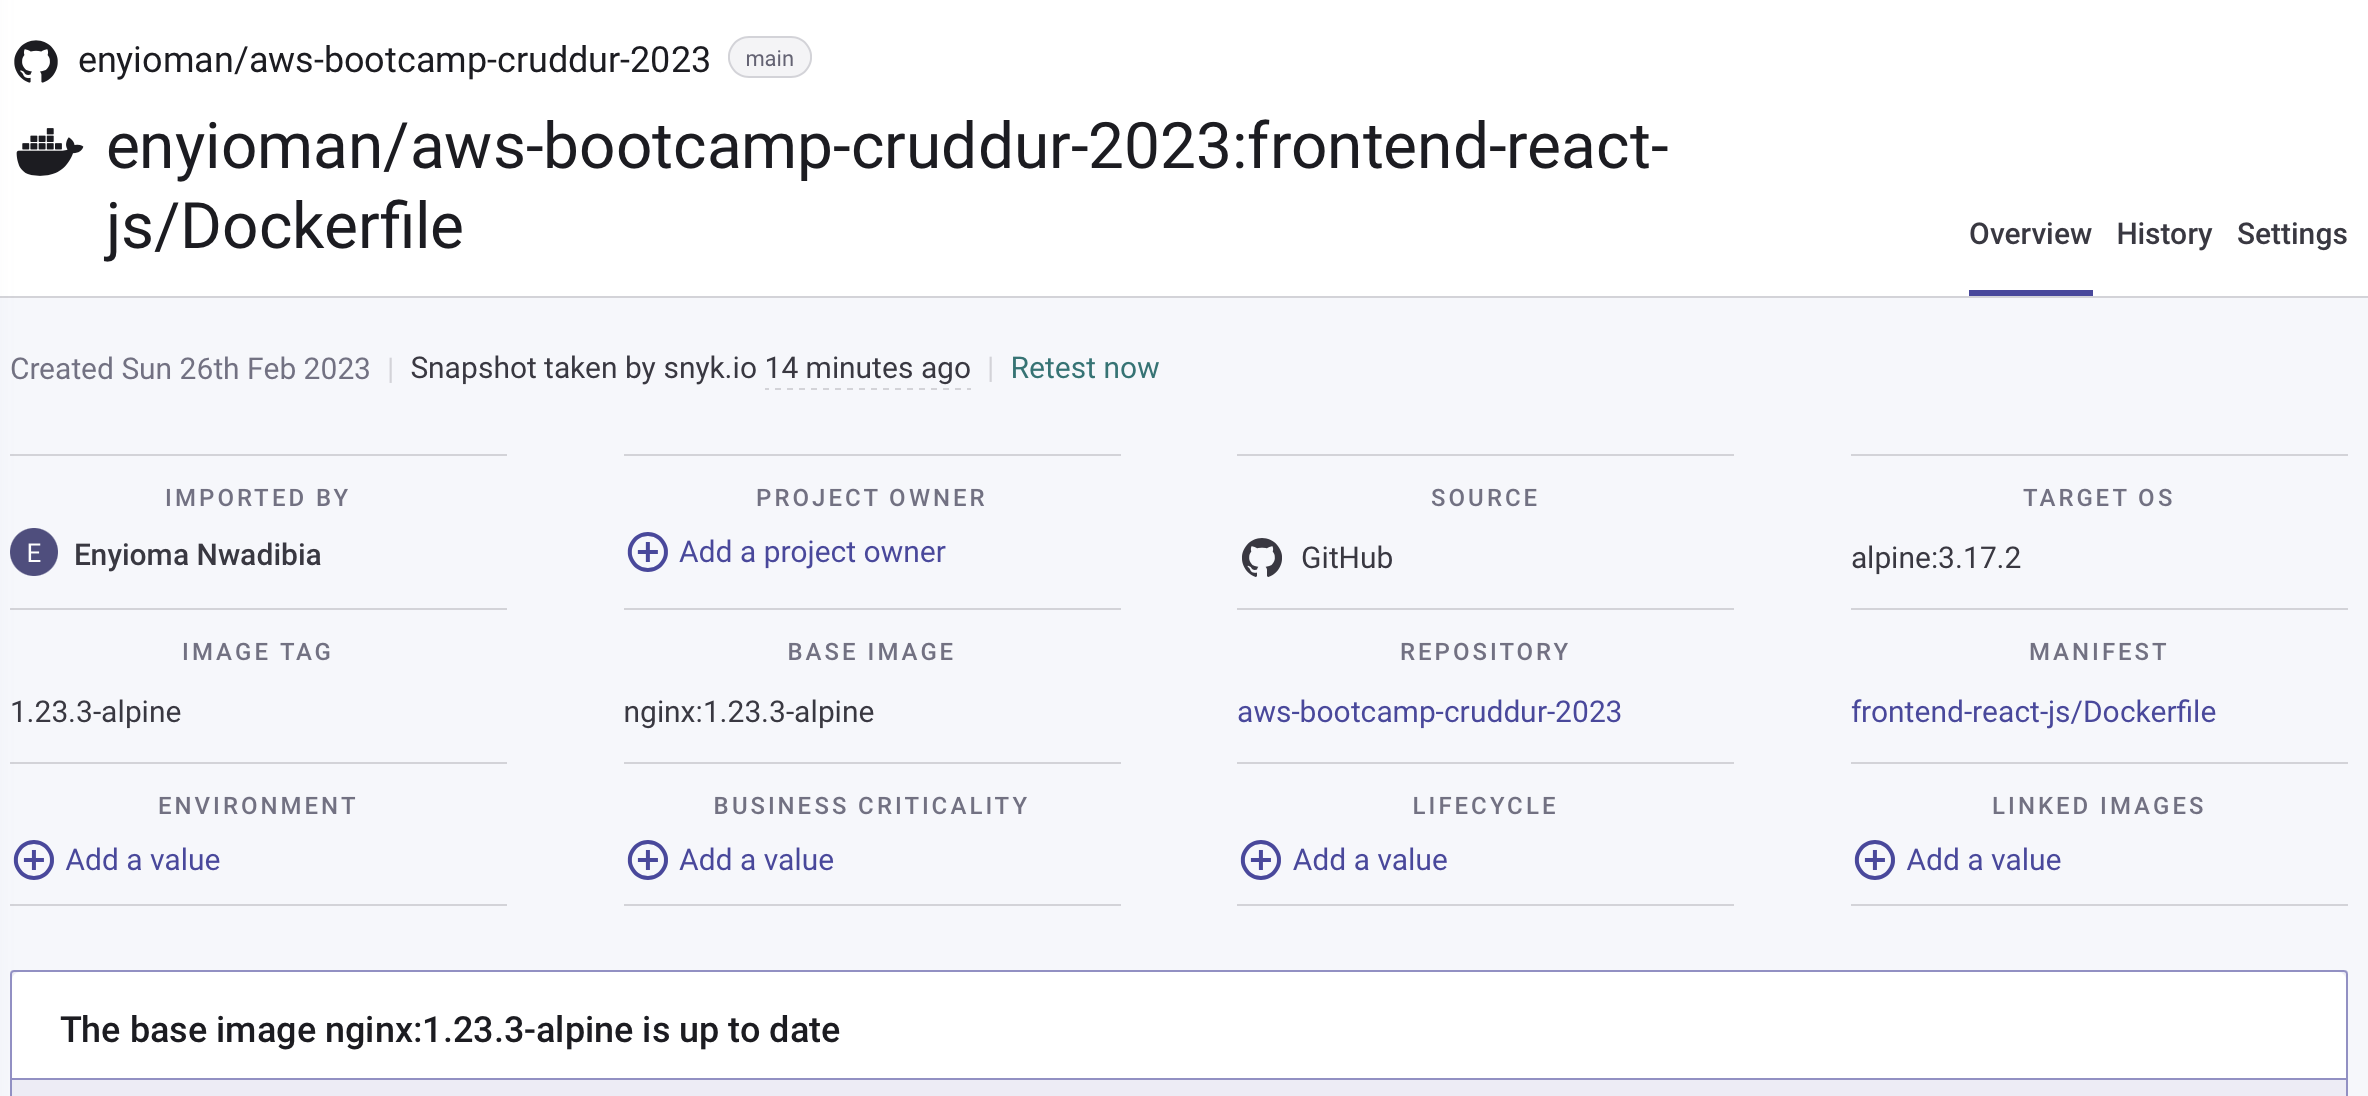 enyioman/aws-bootcamp-cruddur-2023 main
enyioman/aws-bootcamp-cruddur-2023:frontend-react-
js/Dockerfile
Overview History Settings
Created Sun 26th Feb 2023 | Snapshot taken by snyk.io 14 minutes ago | Retest now
IMPORTED BY PROJECT OWNER SOURCE TARGET OS
E Enyioma Nwadibia Add a project owner GitHub alpine:3.17.2
IMAGE TAG BASE IMAGE REPOSITORY MANIFEST
1.23.3-alpine nginx:1.23.3-alpine aws-bootcamp-cruddur-2023 frontend-react-js/Dockerfile
ENVIRONMENT BUSINESS CRITICALITY LIFECYCLE LINKED IMAGES
Add a value Add a value Add a value Add a value
The base image nginx:1.23.3-alpine is up to date